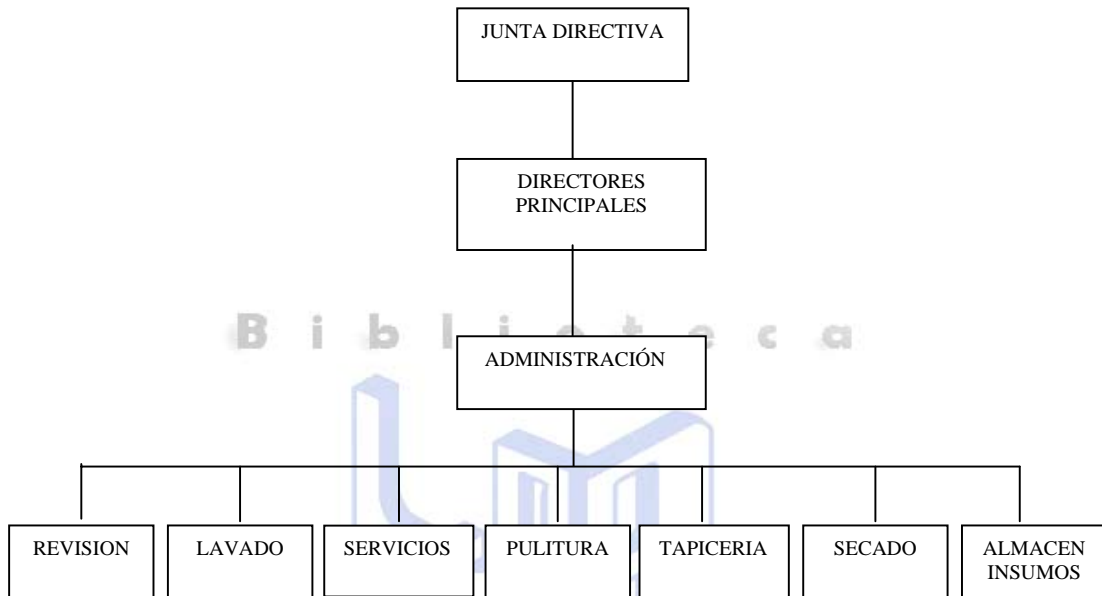 JUNTA DIRECTIVA
DIRECTORES
PRINCIPALES
Biblioteca
ADMINISTRACIÓN
REVISION
LAVADO
SERVICIOS
PULITURA
TAPICERIA
SECADO
ALMACEN
INSUMOS